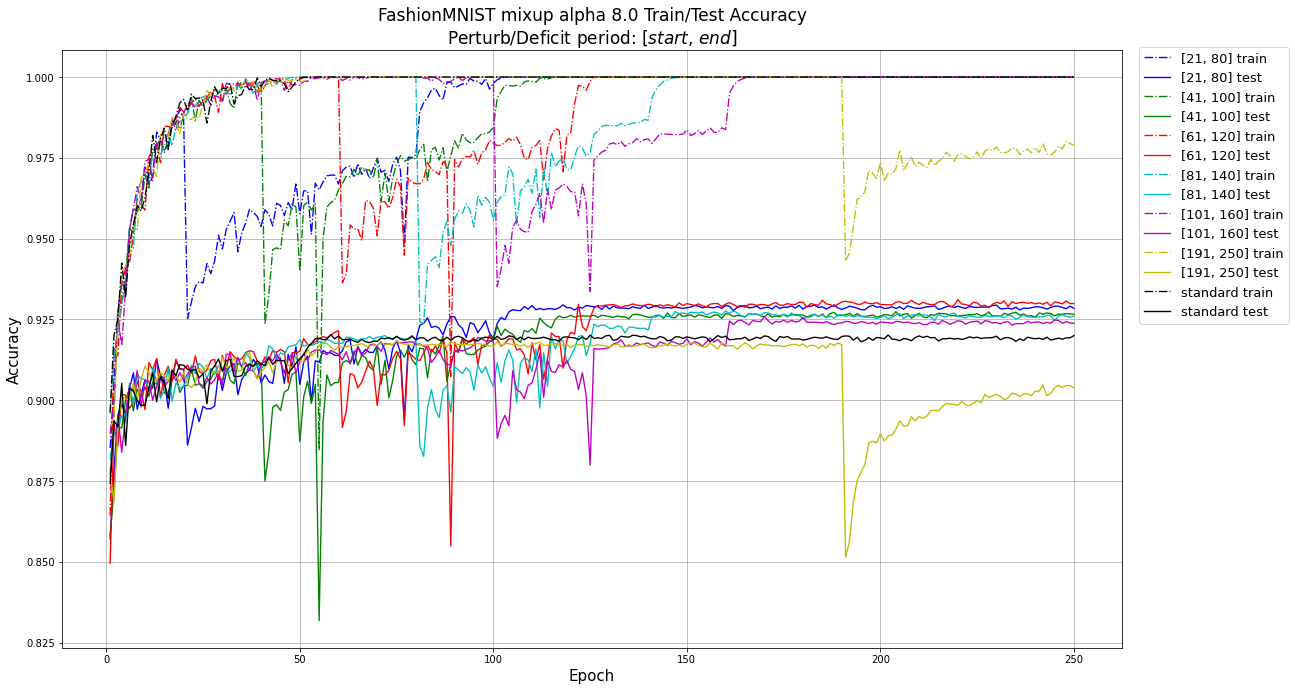 FashionMNIST mixup alpha 8.0 Train/Test Accuracy
Perturb/Deficit period: [start, end]
Accuracy
1.000
0.975
0.950
0.925
0.900
0.875
0.850
0.825
0
50
100
150
200
250
Epoch
[21, 80] train
[21, 80] test
[41, 100] train
[41, 100] test
[61, 120] train
[61, 120] test
[81, 140] train
[81, 140] test
[101, 160] train
[101, 160] test
[191, 250] train
[191, 250] test
standard train
standard test